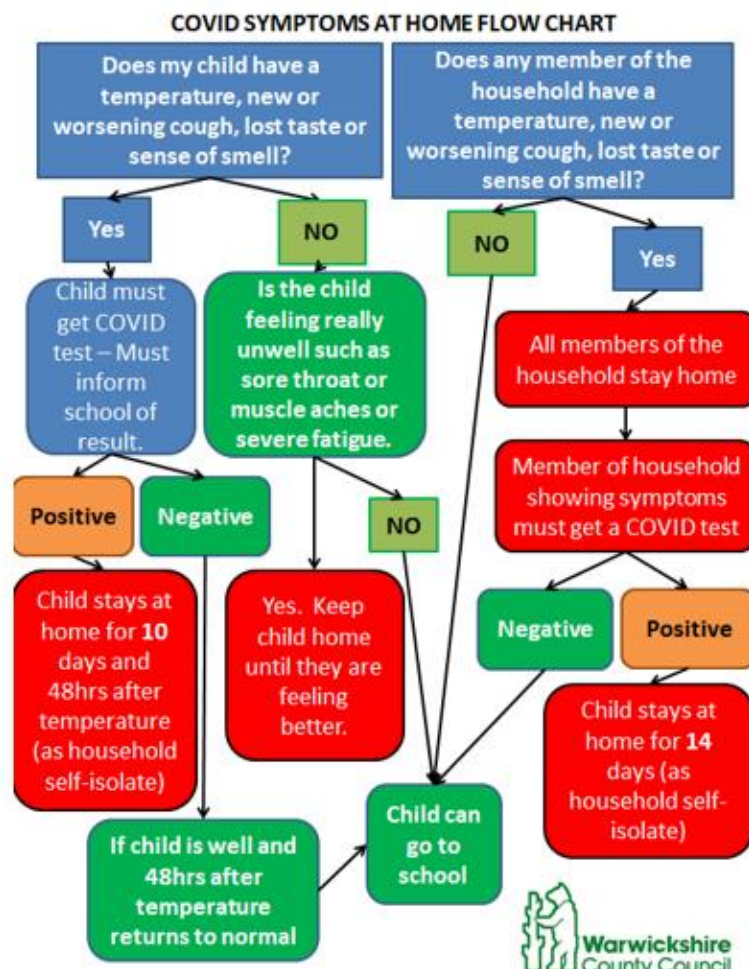 COVID SYMPTOMS AT HOME FLOW CHART
Does my child have a
temperature, new or
worsening cough, lost taste or
sense of smell?
Does any member of the
household have a
temperature, new or
worsening cough, lost taste or
sense of smell?
Yes
NO
NO
Yes
Child must
get COVID
test – Must
inform
school of
result.
Is the child
feeling really
unwell such as
sore throat or
muscle aches or
severe fatigue.
All members of the
household stay home
Member of household
showing symptoms
must get a COVID test
Positive
Negative
NO
Negative
Positive
Child stays at
home for 10
days and
48hrs after
temperature
(as household
self-isolate)
Yes. Keep
child home
until they are
feeling
better.
Child stays at
home for 14
days (as
household self-
isolate)
If child is well and
48hrs after
temperature
returns to normal
Child can
go to
school
Warwickshire
County Council